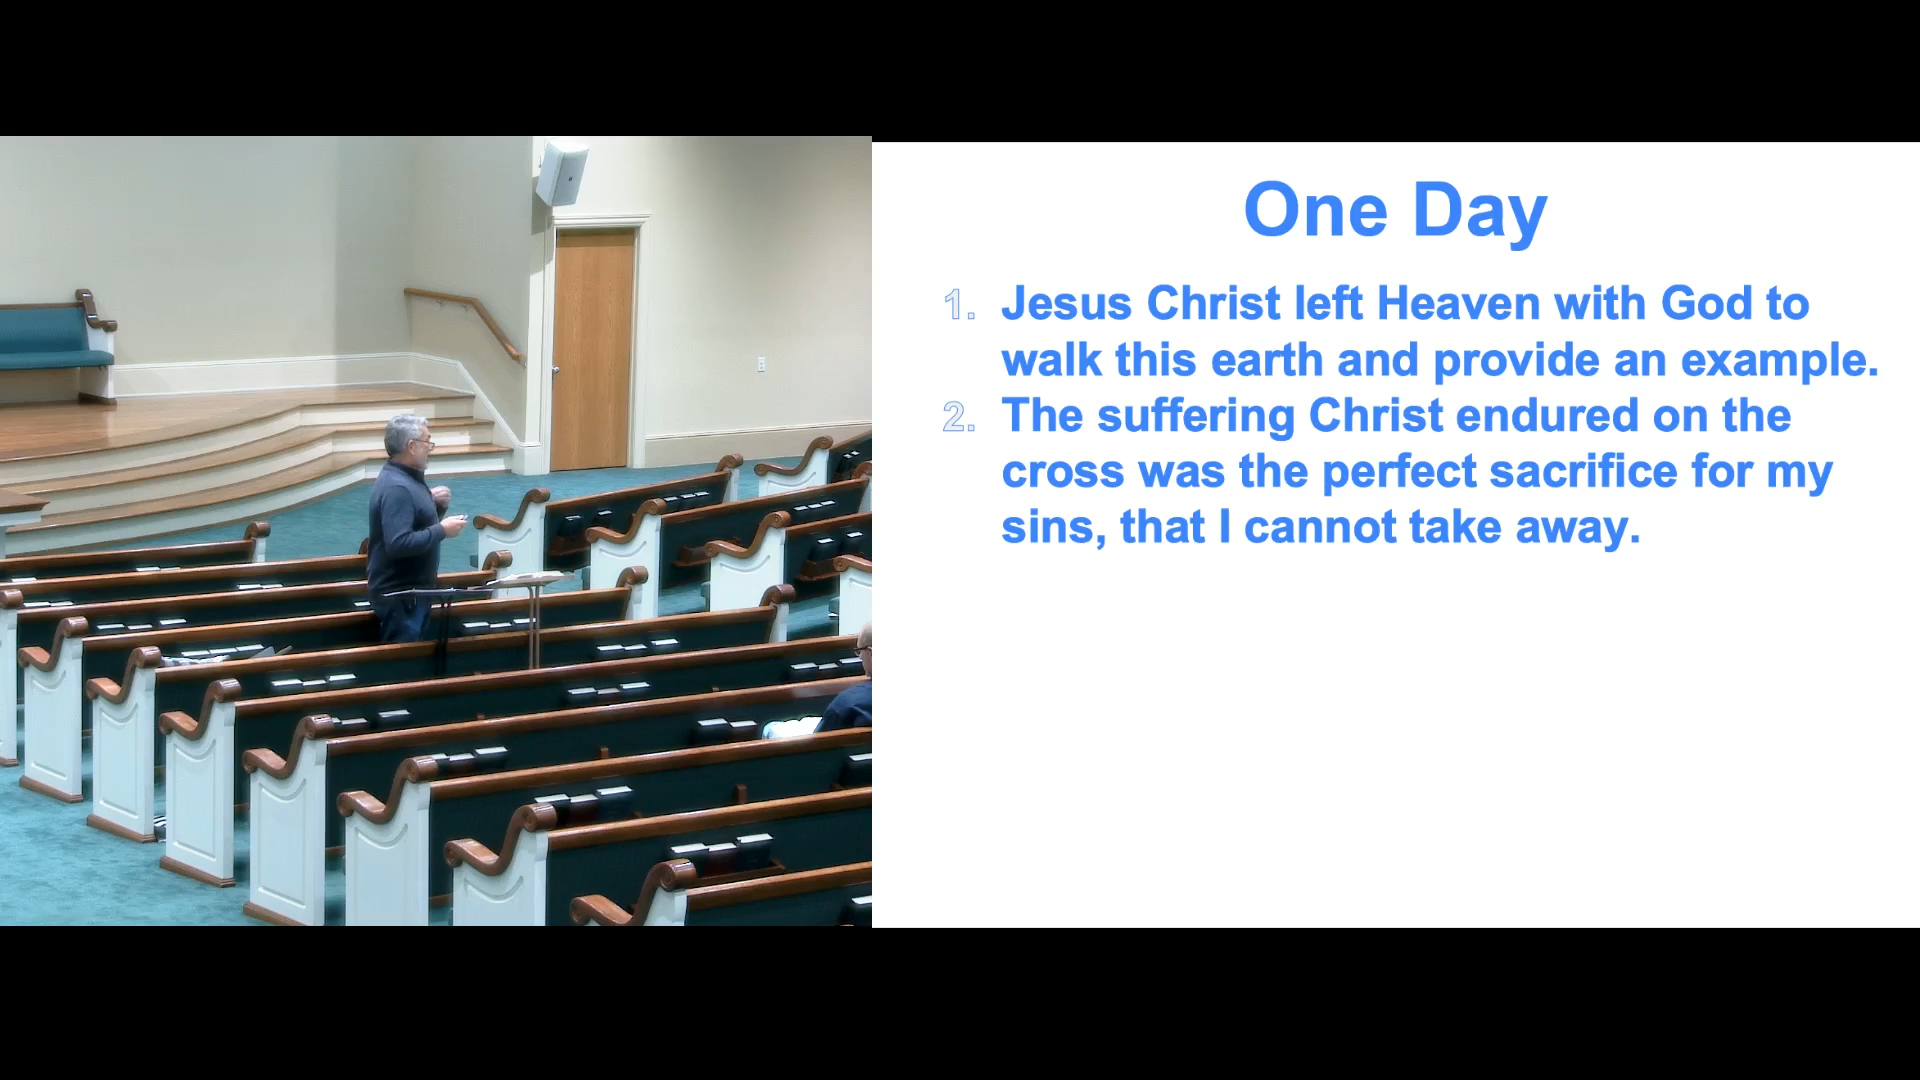 One Day
1. Jesus Christ left Heaven with God to
walk this earth and provide an example.
2. The suffering Christ endured on the
cross was the perfect sacrifice for my
sins, that I cannot take away.